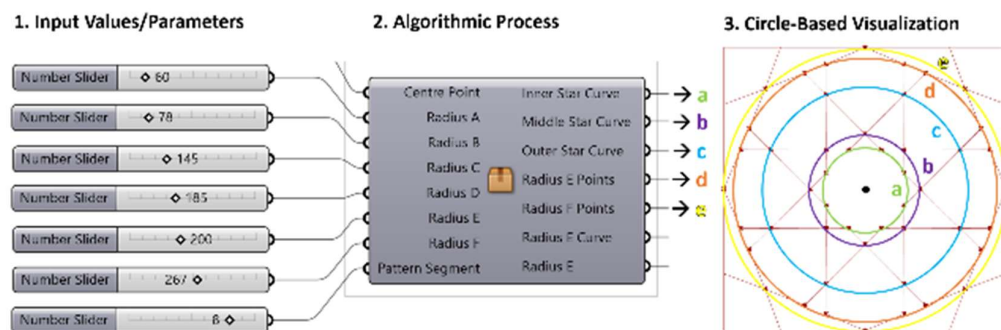 1. Input Values/Parameters
Number Slider 60
Number Slider 78
Number Slider 145
Number Slider 185
Number Slider 200
Number Slider 267
Number Slider 8
2. Algorithmic Process
Centre Point
Radius A
Radius B
Radius C
Radius D
Radius E
Radius F
Pattern Segment
Inner Star Curve
Middle Star Curve
Outer Star Curve
Radius E Points
Radius F Points
Radius F Curve
Radius E
a
b
c
d
e
3. Circle-Based Visualization
e
d
c
b
a